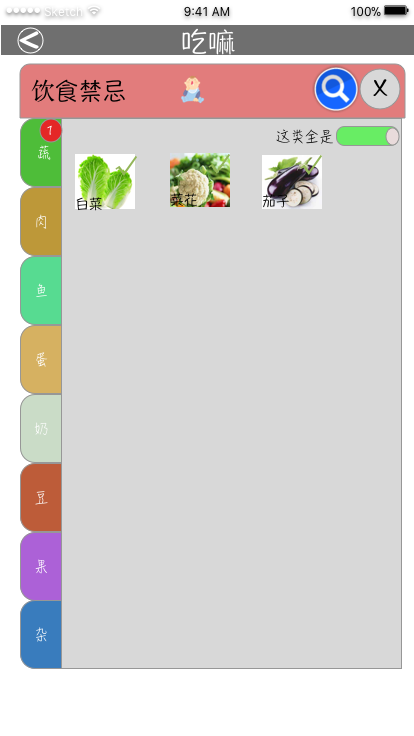 Sketch 9:41 AM 100%
吃嘛
饮食禁忌 X
7
蔬 这类全是
白菜 菜花 茄子
肉
鱼
蛋
奶
豆
果
杂